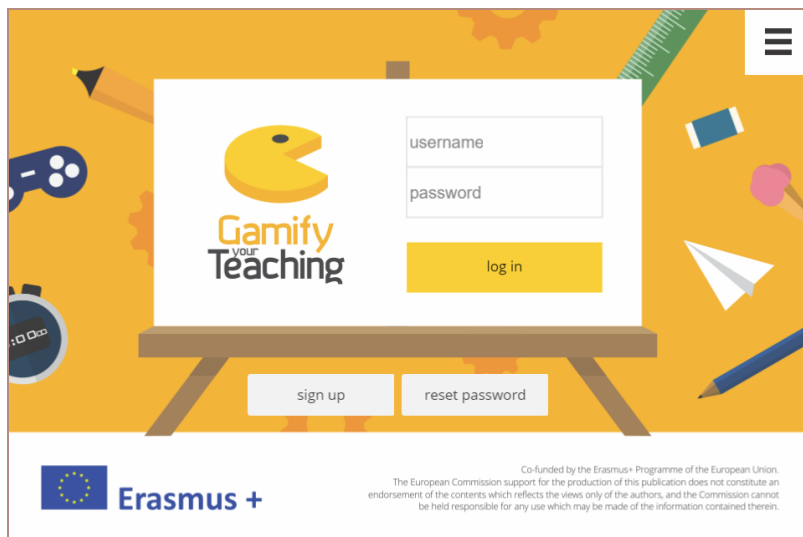 username
password
Gamify
your
Teaching
log in
sign up
reset password
Erasmus +
Co-funded by the Erasmus+ Programme of the European Union.
The European Commission support for the production of this publication does not constitute an
endorsement of the contents which reflects the views only of the authors, and the Commission cannot
be held responsible for any use which may be made of the information contained therein.